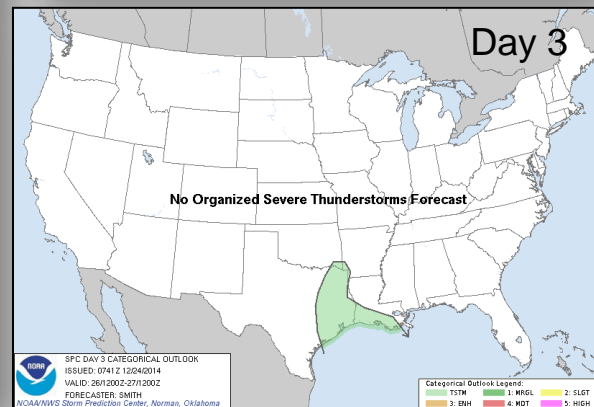 Day 3
No Organized Severe Thunderstorms Forecast
NOAA
SPC DAY 3 CATEGORICAL OUTLOOK
ISSUED: 0741Z 12/24/2014
VALID: 26/1200Z-27/1200Z
FORECASTER: SMITH
NOAA/NWS Storm Prediction Center, Norman, Oklahoma
Categorical Outlook Legend:
TSTM 1: MRGL 2: SLGT
3: ENH 4: MDT 5: HIGH